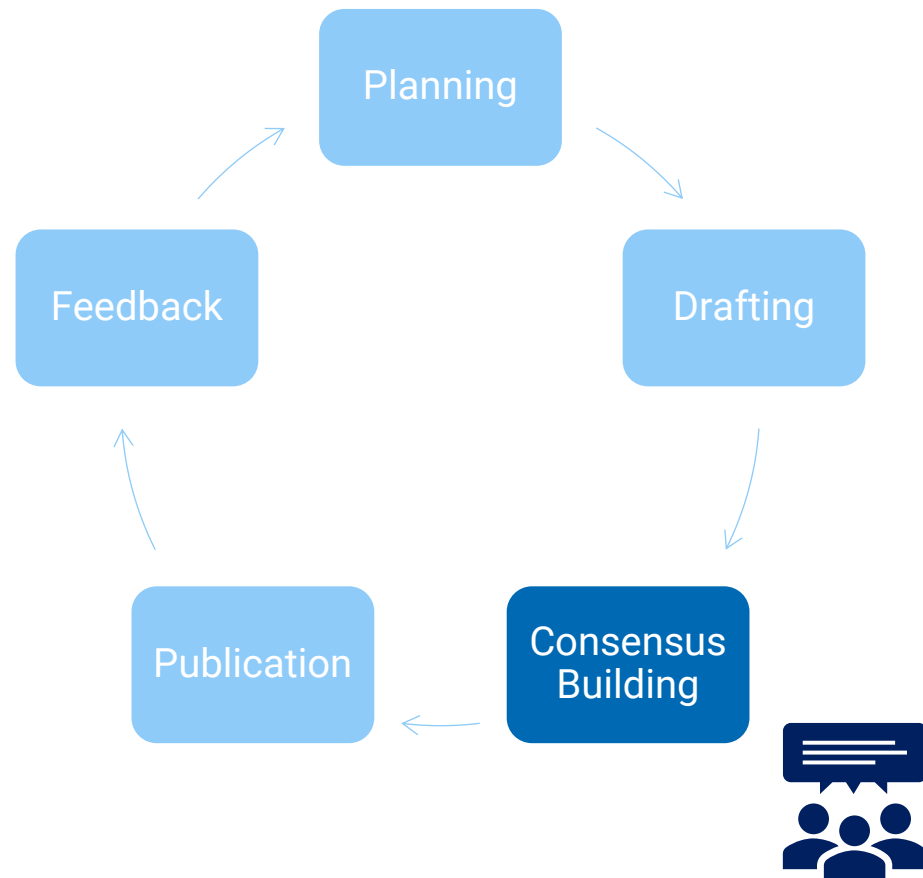 Planning
Feedback
Drafting
Publication
Consensus
Building